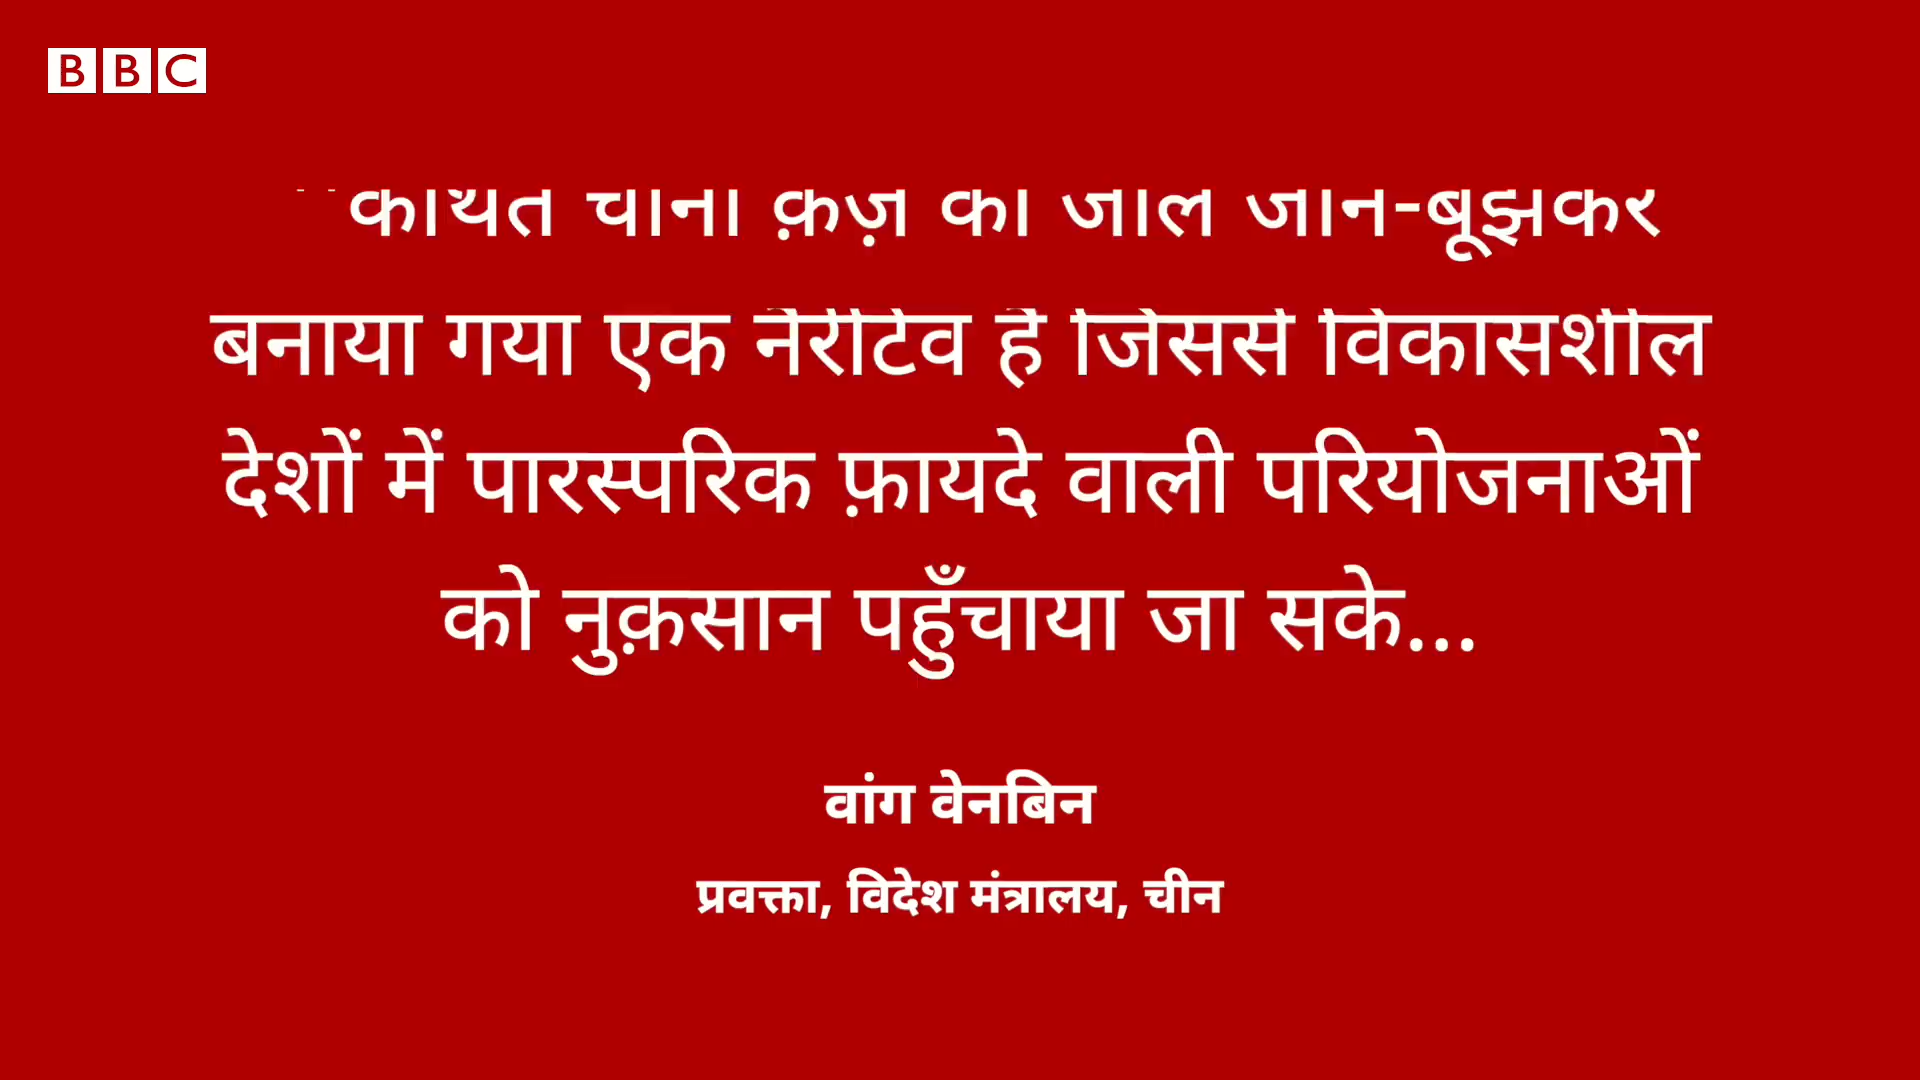 BBC
"कथित चीनी क़र्ज़ का जाल जान-बूझकर
बनाया गया एक नैरेटिव है जिससे विकासशील
देशों में पारस्परिक फ़ायदे वाली परियोजनाओं
को नुक़सान पहुँचाया जा सके...
वांग वेनबिन
प्रवक्ता, विदेश मंत्रालय, चीन